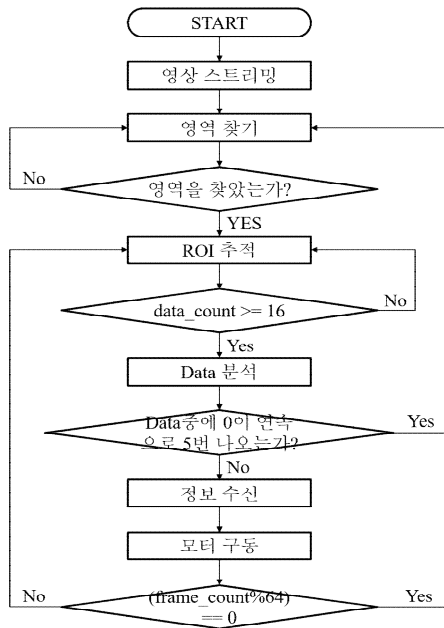 START
영상 스트리밍
영역 찾기
No
영역을 찾았는가?
YES
ROI 추적
No
data_count >= 16
Yes
Data 분석
Data중에 0이 연속
으로 5번 나오는가?
Yes
No
정보 수신
모터 구동
No
(frame_count%64)
== 0
Yes